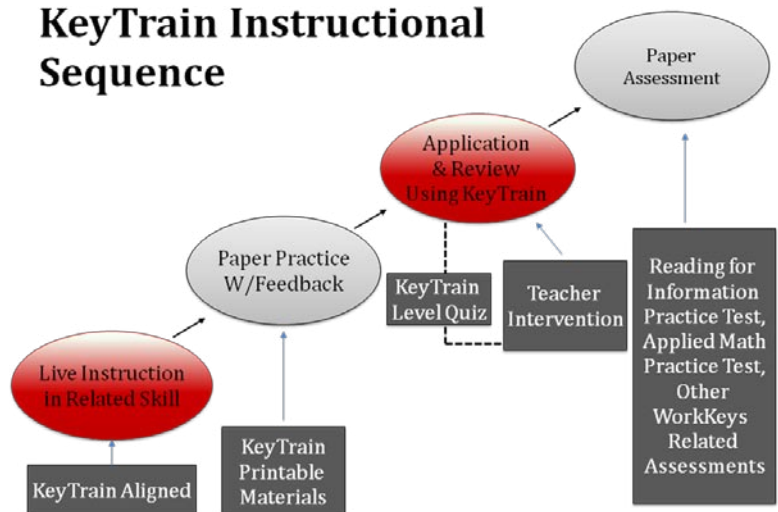 KeyTrain Instructional
Sequence
Paper
Assessment
Application
& Review
Using KeyTrain
Paper Practice
W/Feedback
Live Instruction
in Related Skill
KeyTrain Aligned
KeyTrain
Printable
Materials
KeyTrain
Level Quiz
Teacher
Intervention
Reading for
Information
Practice Test,
Applied Math
Practice Test,
Other
WorkKeys
Related
Assessments